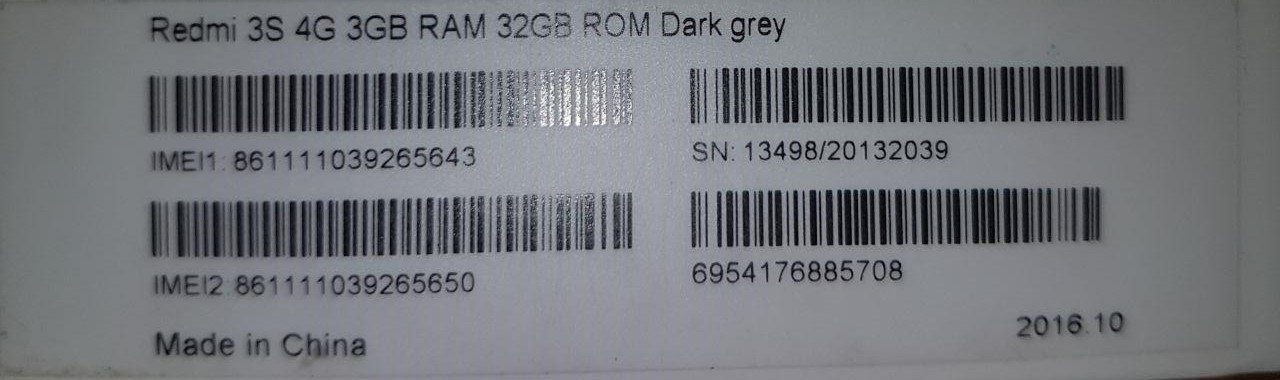 Redmi 3S 4G 3GB RAM 32GB ROM Dark grey
IMEI1: 861111039265643
SN: 13498/20132039
IMEI2:861111039265650
6954176885708
Made in China
2016.10